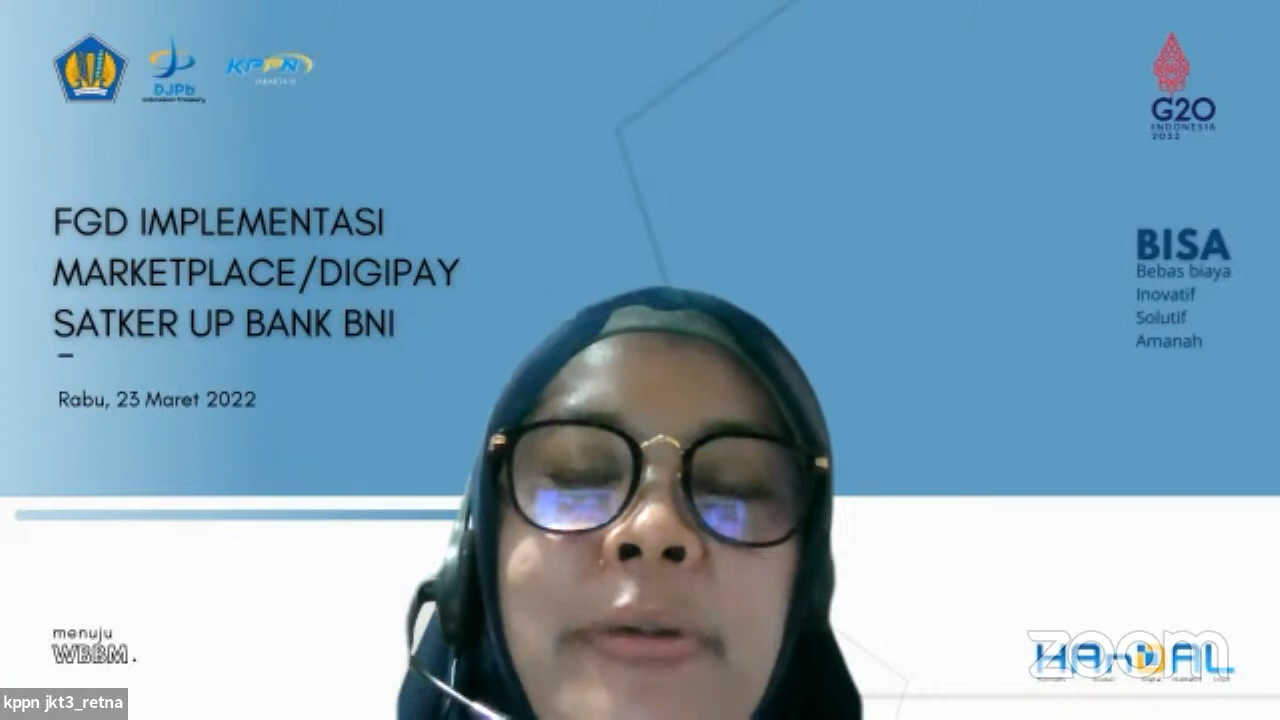 DJPb
KPPN
G20
INDONESIA
2022
FGD IMPLEMENTASI
MARKETPLACE/DIGIPAY
SATKER UP BANK BNI
Rabu, 23 Maret 2022
BISA
Bebas biaya
Inovatif
Solutif
Amanah
menuju
WBBM.
zoom
HAndAL
kppn jkt3_retna